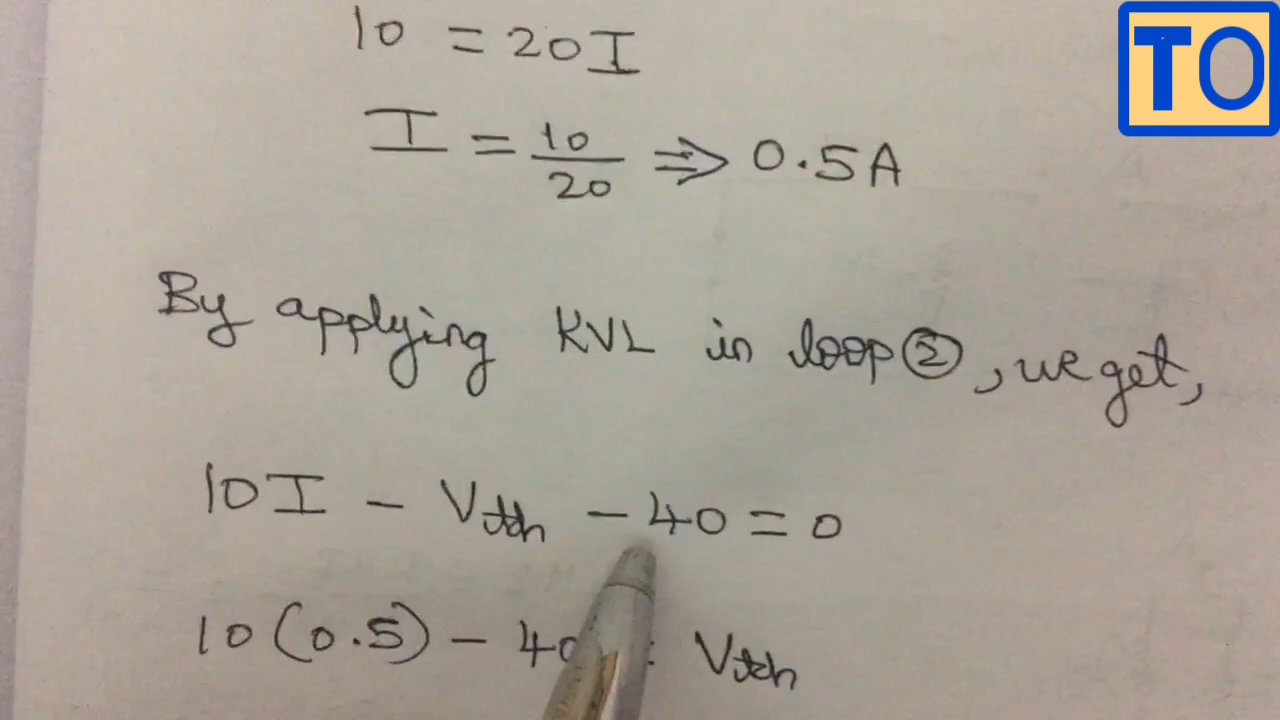 TO
10 = 20I
I = 10/20 ⇒ 0.5A
By applying KVL in loop ②, we get,
10I - Vth - 40 = 0
10(0.5) - 40 = Vth